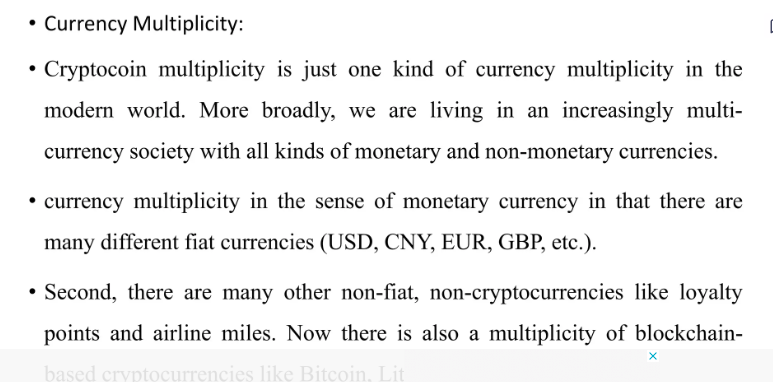 • Currency Multiplicity:
• Cryptocoin multiplicity is just one kind of currency multiplicity in the
modern world. More broadly, we are living in an increasingly multi-
currency society with all kinds of monetary and non-monetary currencies.
• currency multiplicity in the sense of monetary currency in that there are
many different fiat currencies (USD, CNY, EUR, GBP, etc.).
• Second, there are many other non-fiat, non-cryptocurrencies like loyalty
points and airline miles. Now there is also a multiplicity of blockchain-
based cryptocurrencies like Bitcoin, Lit